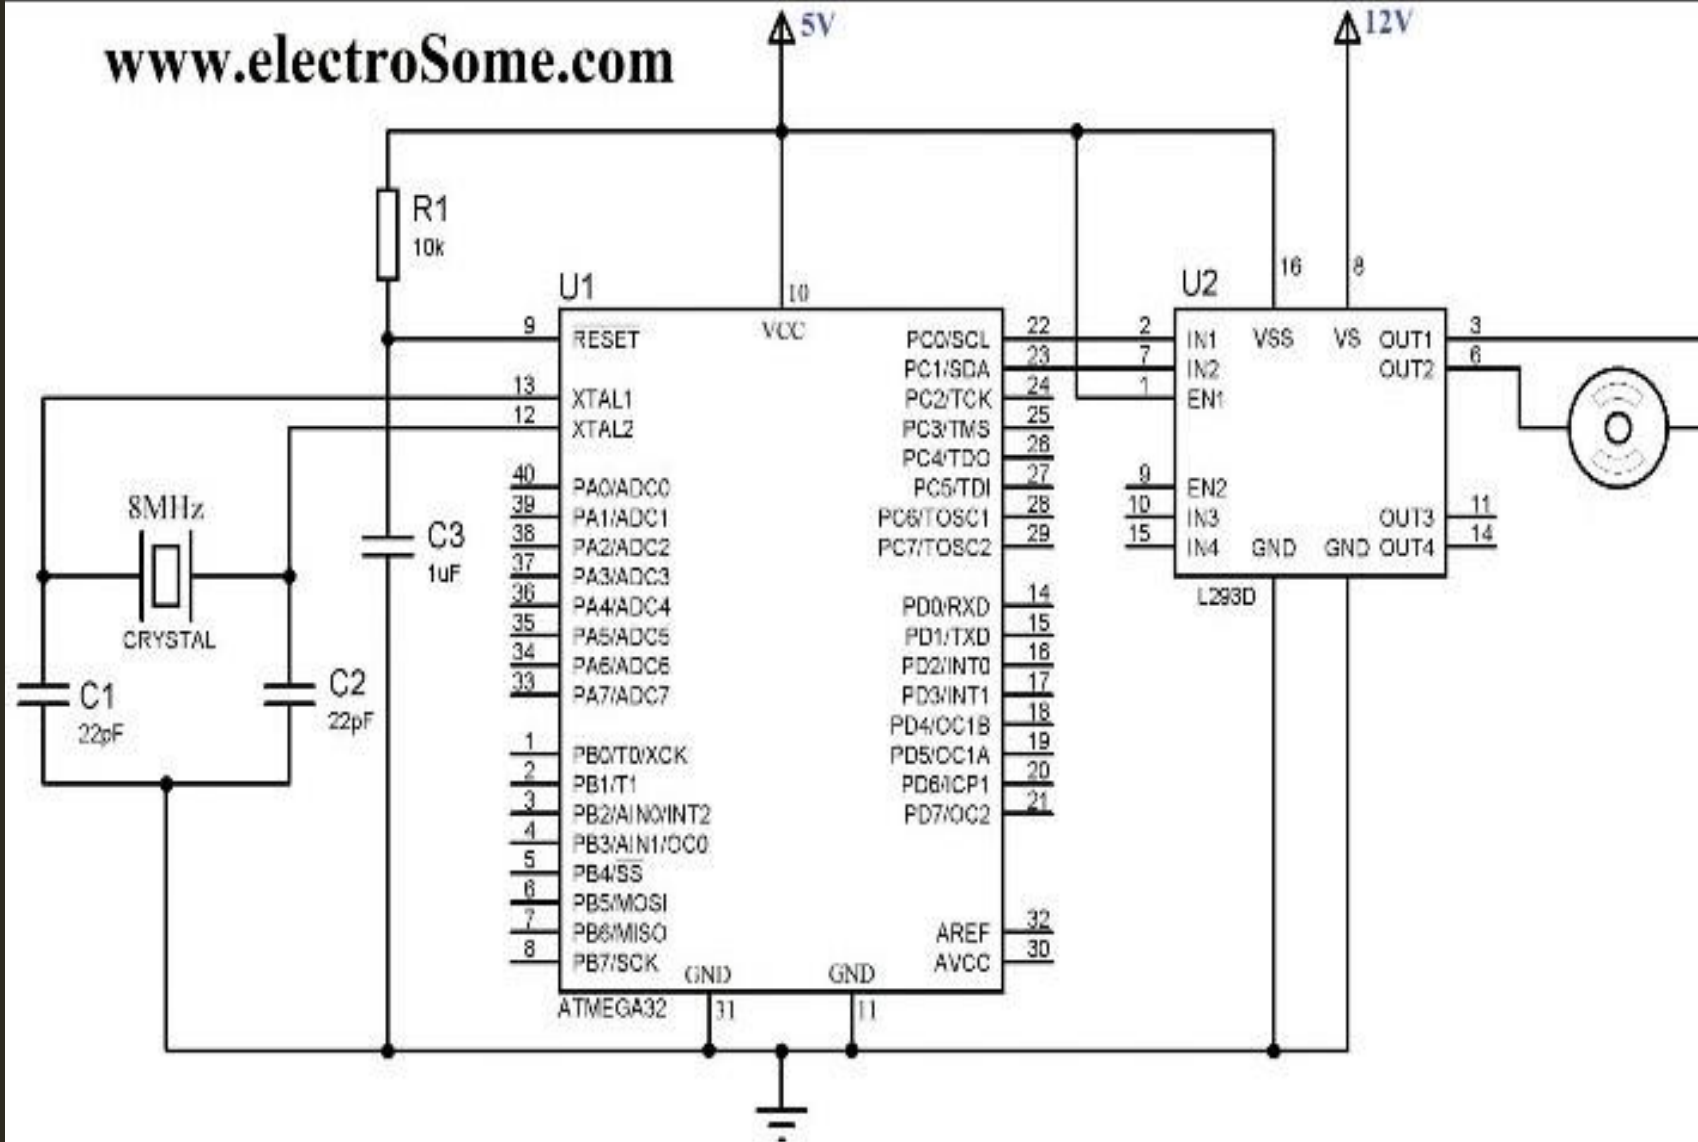 www.electroSome.com
5V
12V
R1
10k
U1
10
VCC
9
RESET
13
XTAL1
12
XTAL2
40
PA0/ADC0
39
PA1/ADC1
38
PA2/ADC2
37
PA3/ADC3
36
PA4/ADC4
35
PA5/ADC5
34
PA6/ADC6
33
PA7/ADC7
1
PB0/T0/XCK
2
PB1/T1
3
PB2/AIN0/INT2
4
PB3/AIN1/OC0
5
PB4/SS
6
PB5/MOSI
7
PB6/MISO
8
PB7/SCK
PC0/SCL
22
PC1/SDA
23
PC2/TCK
24
PC3/TMS
25
PC4/TDO
26
PC5/TDI
27
PC6/TOSC1
28
PC7/TOSC2
29
PD0/RXD
14
PD1/TXD
15
PD2/INT0
16
PD3/INT1
17
PD4/OC1B
18
PD5/OC1A
19
PD6/ICP1
20
PD7/OC2
21
AREF
32
AVCC
30
GND
GND
ATMEGA32
31
11
8MHz
CRYSTAL
C1
22pF
C2
22pF
C3
1uF
U2
16
8
2
IN1
7
IN2
1
EN1
VSS
VS
OUT1
3
OUT2
6
9
EN2
10
IN3
15
IN4
GND
GND
OUT3
11
OUT4
14
L293D